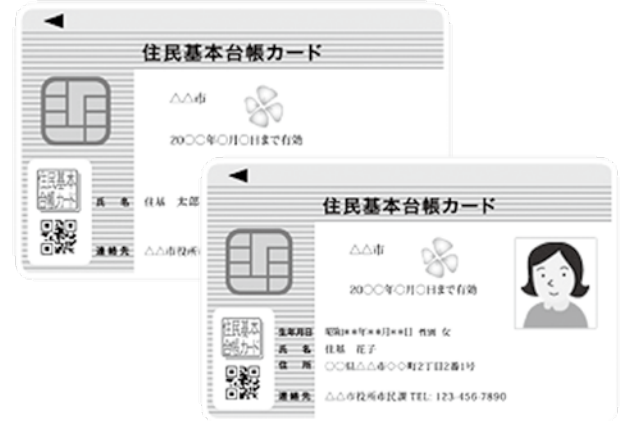 住民基本台帳カード
△△市
20○○年○月○日まで有効
住民基本
台帳カード
氏 名 住基 太郎
連絡先 △△市役所
住民基本台帳カード
△△市
20○○年○月○日まで有効
住民基本
台帳カード
生年月日 昭和**年**月**日 性別 女
氏 名 住基 花子
住 所 ○○県△△市○○町2丁目2番1号
連絡先 △△市役所市民課 TEL: 123-456-7890